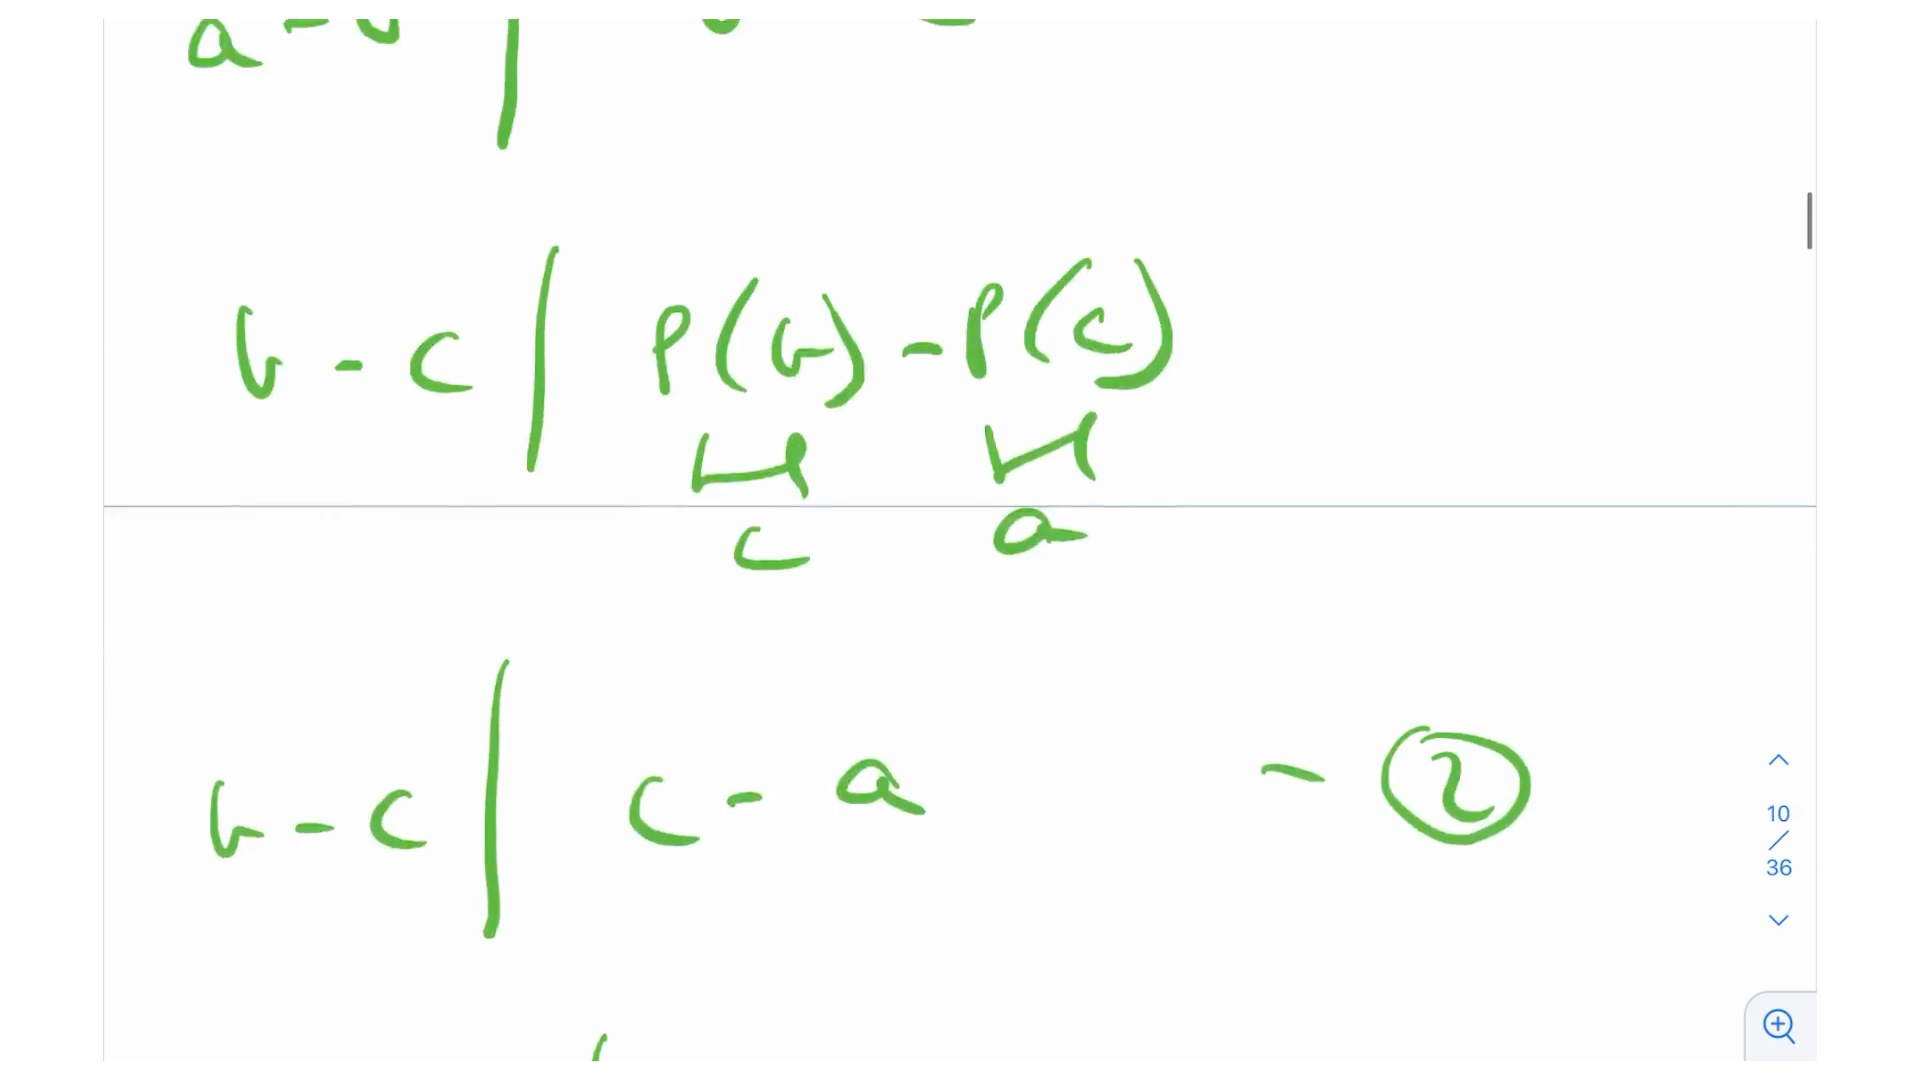 a - b |
b - c | P(b) - P(c)
c a
b - c | c - a - 2
10
/
36